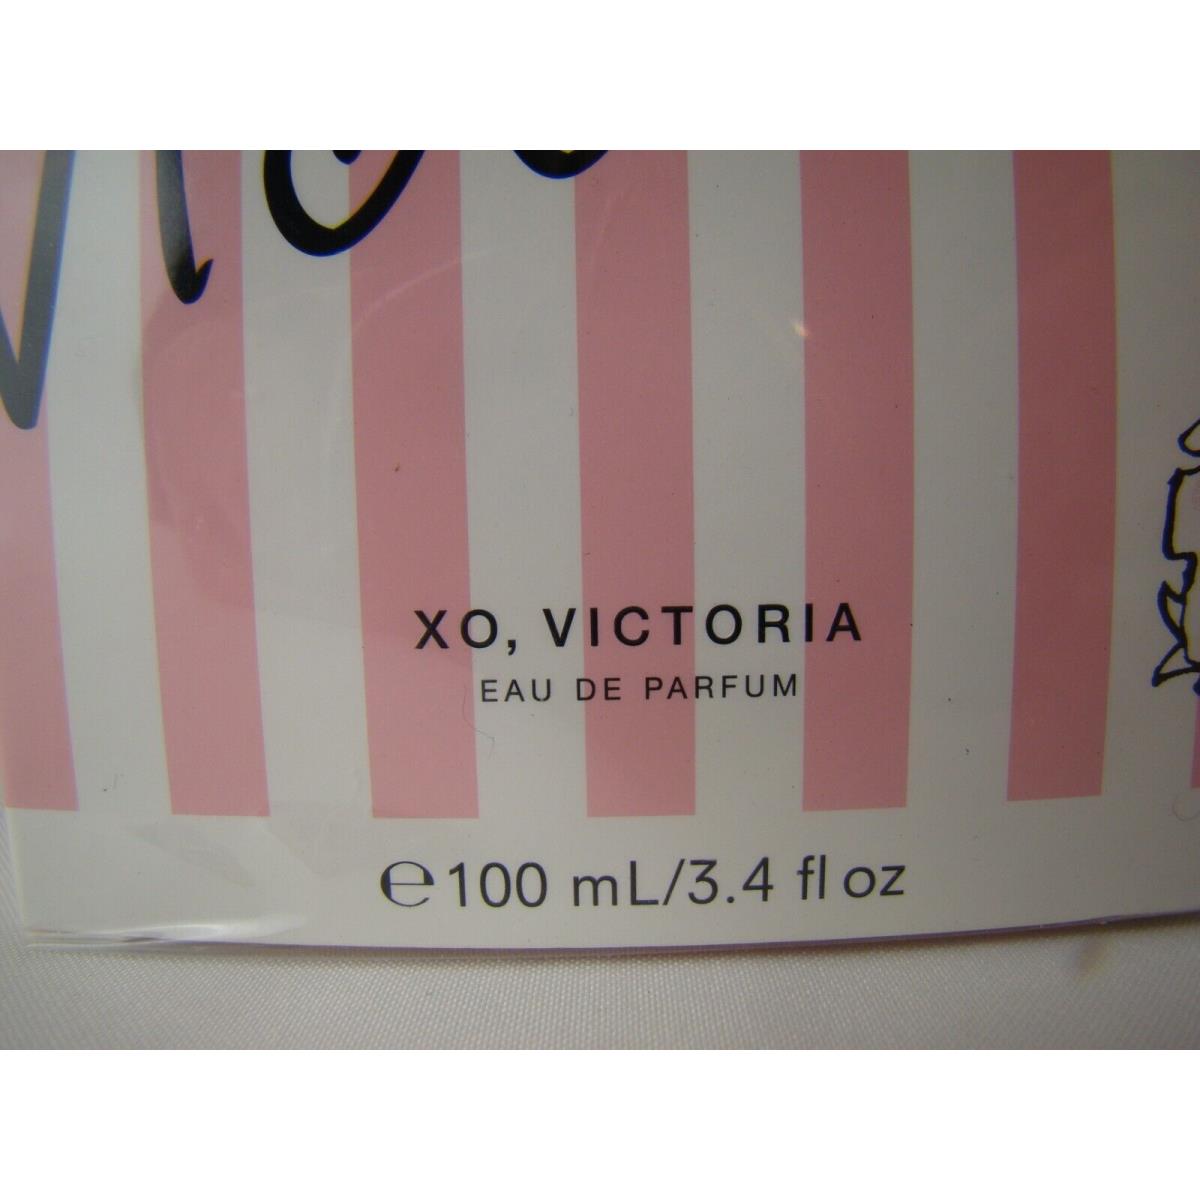 XO, VICTORIA
EAU DE PARFUM
℮100 mL/3.4 fl oz